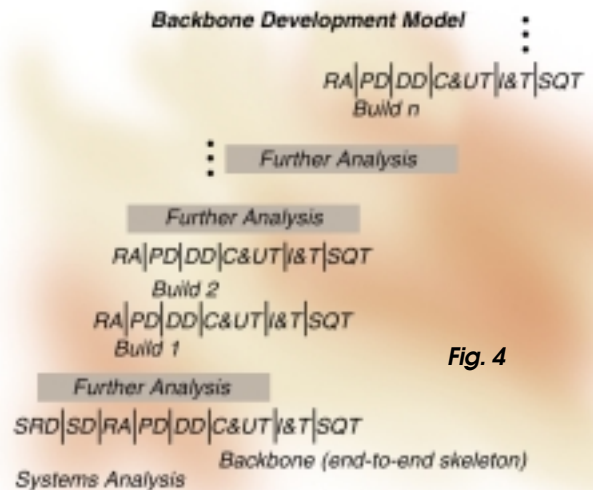 Backbone Development Model
RA|PD|DD|C&UT|I&T|SQT
Build n
Further Analysis
Further Analysis
RA|PD|DD|C&UT|I&T|SQT
Build 2
RA|PD|DD|C&UT|I&T|SQT
Build 1
Fig. 4
Further Analysis
SRD|SD|RA|PD|DD|C&UT|I&T|SQT
Backbone (end-to-end skeleton)
Systems Analysis